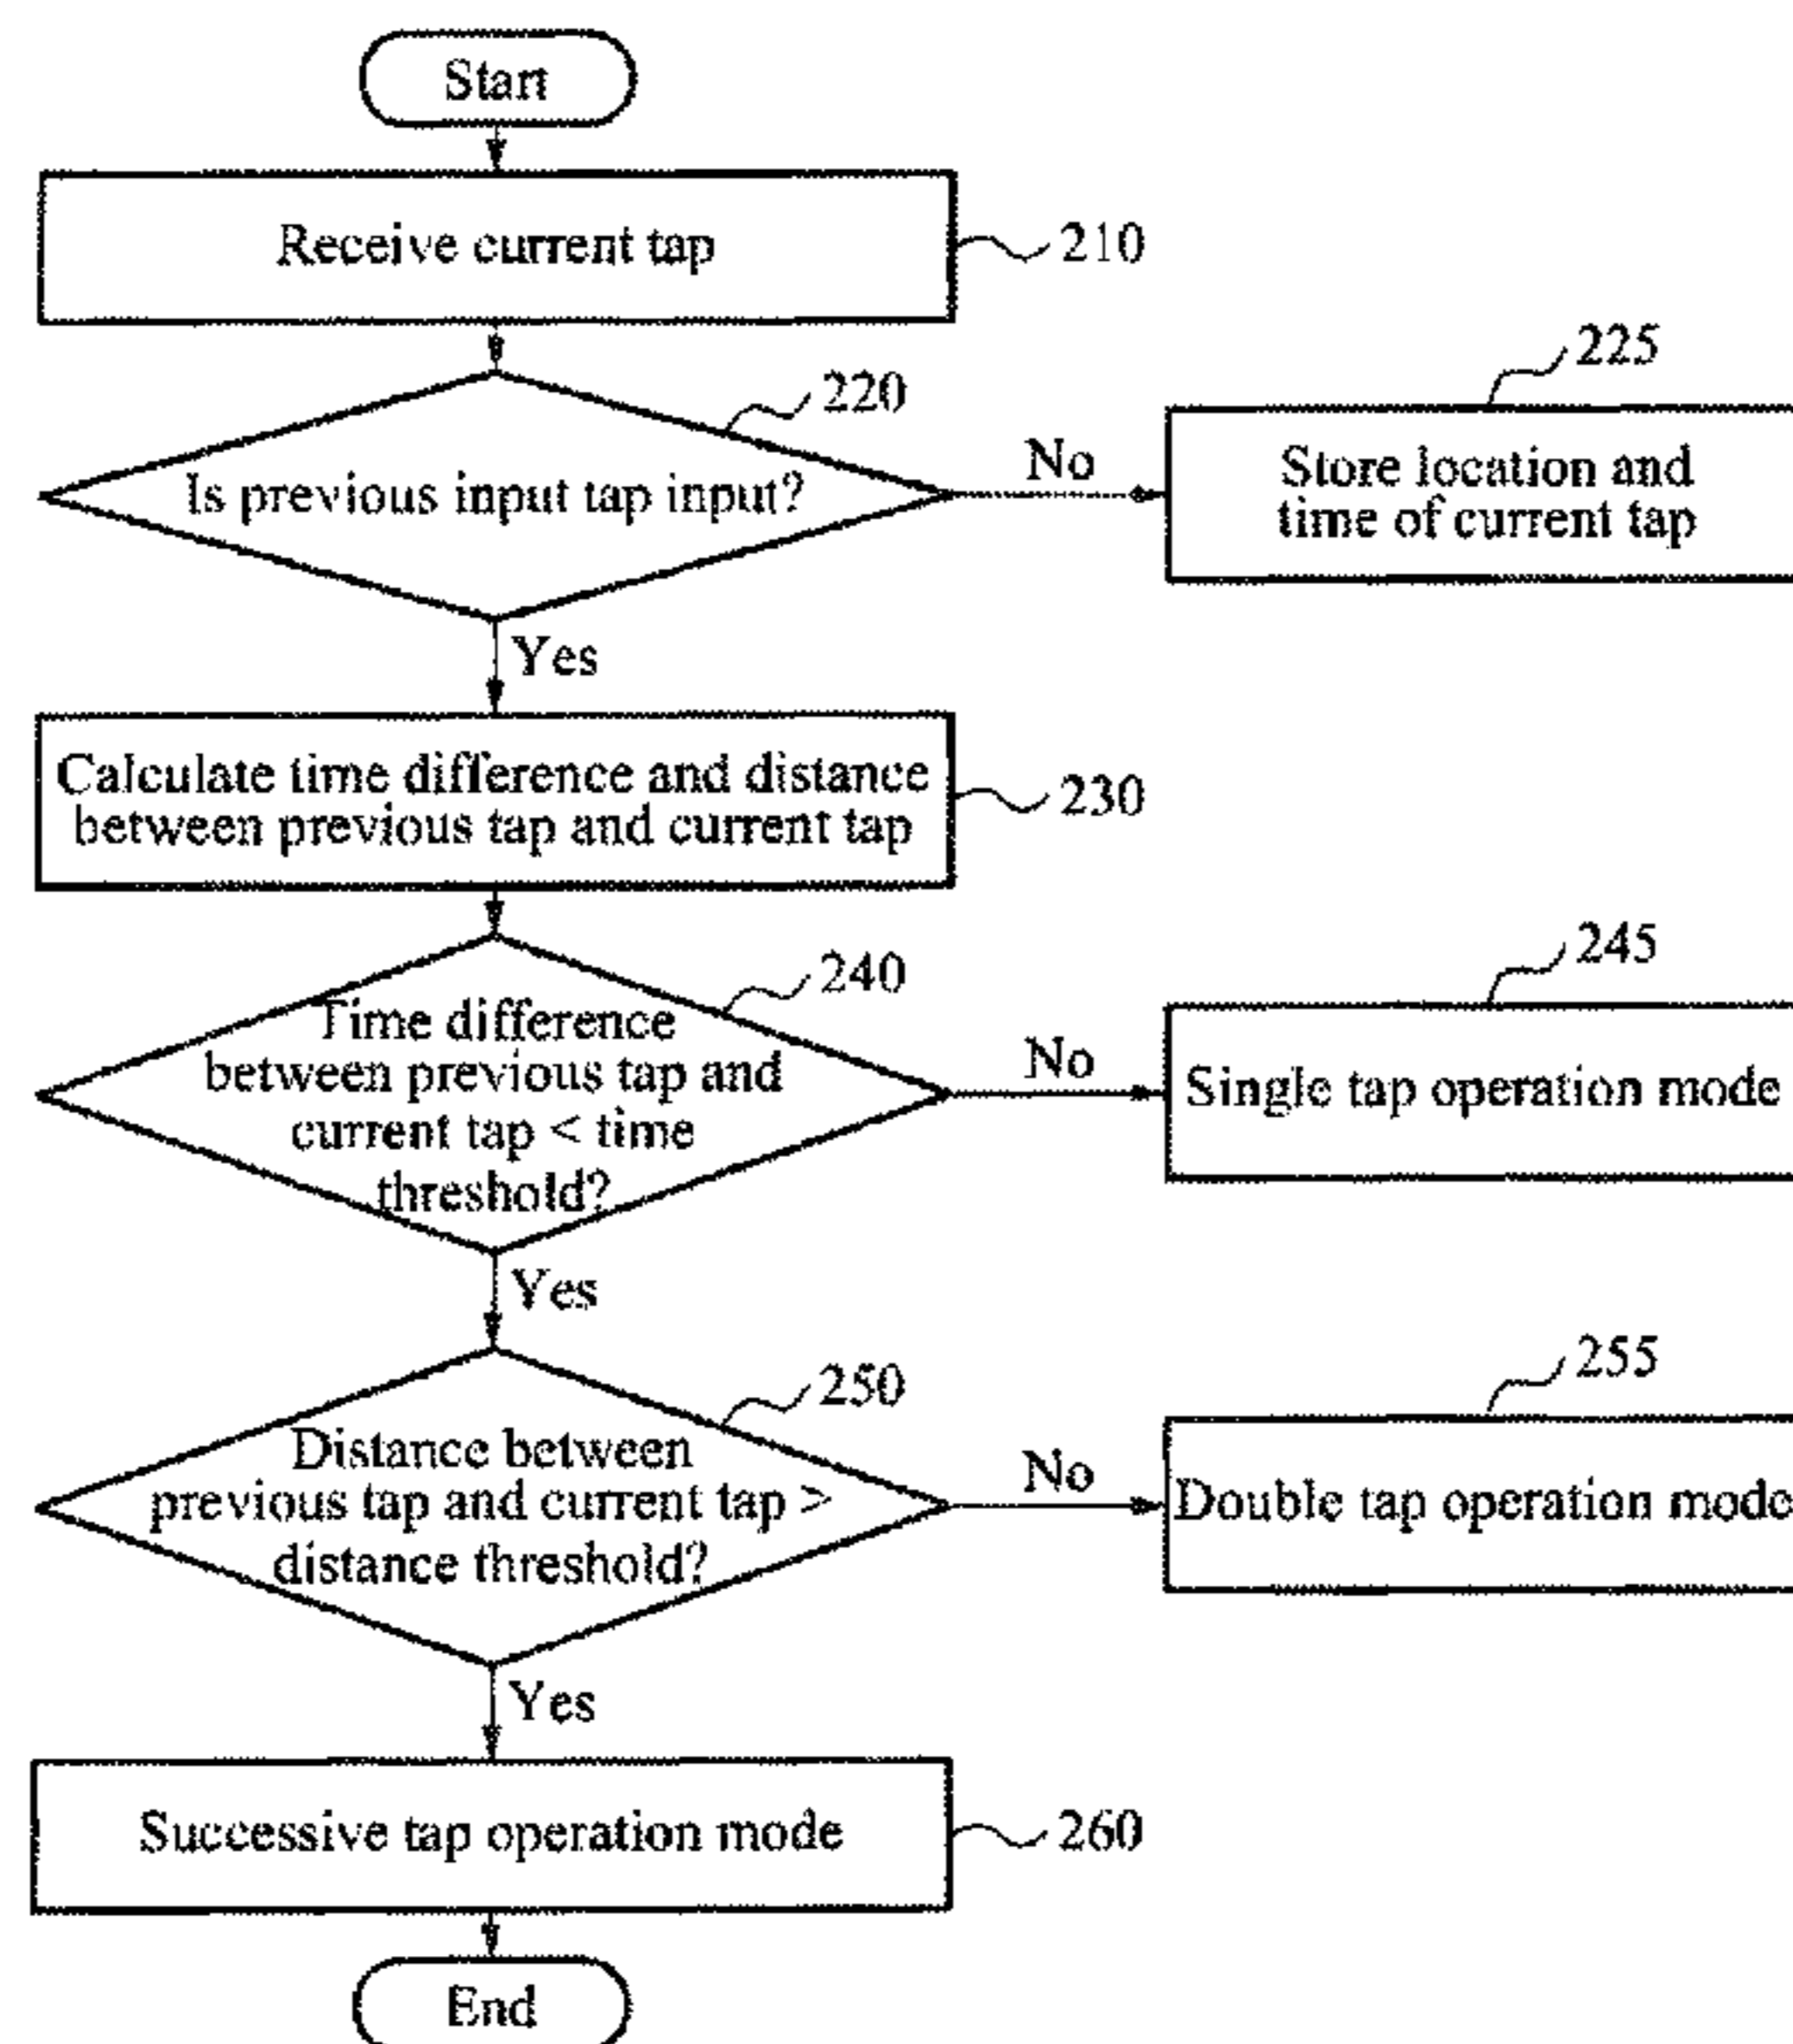 Start
Receive current tap
210
220
Is previous input tap input?
No
225
Store location and
time of current tap
Yes
Calculate time difference and distance
between previous tap and current tap
230
240
Time difference
between previous tap and
current tap < time
threshold?
No
245
Single tap operation mode
Yes
250
Distance between
previous tap and current tap >
distance threshold?
No
255
Double tap operation mode
Yes
Successive tap operation mode
260
End